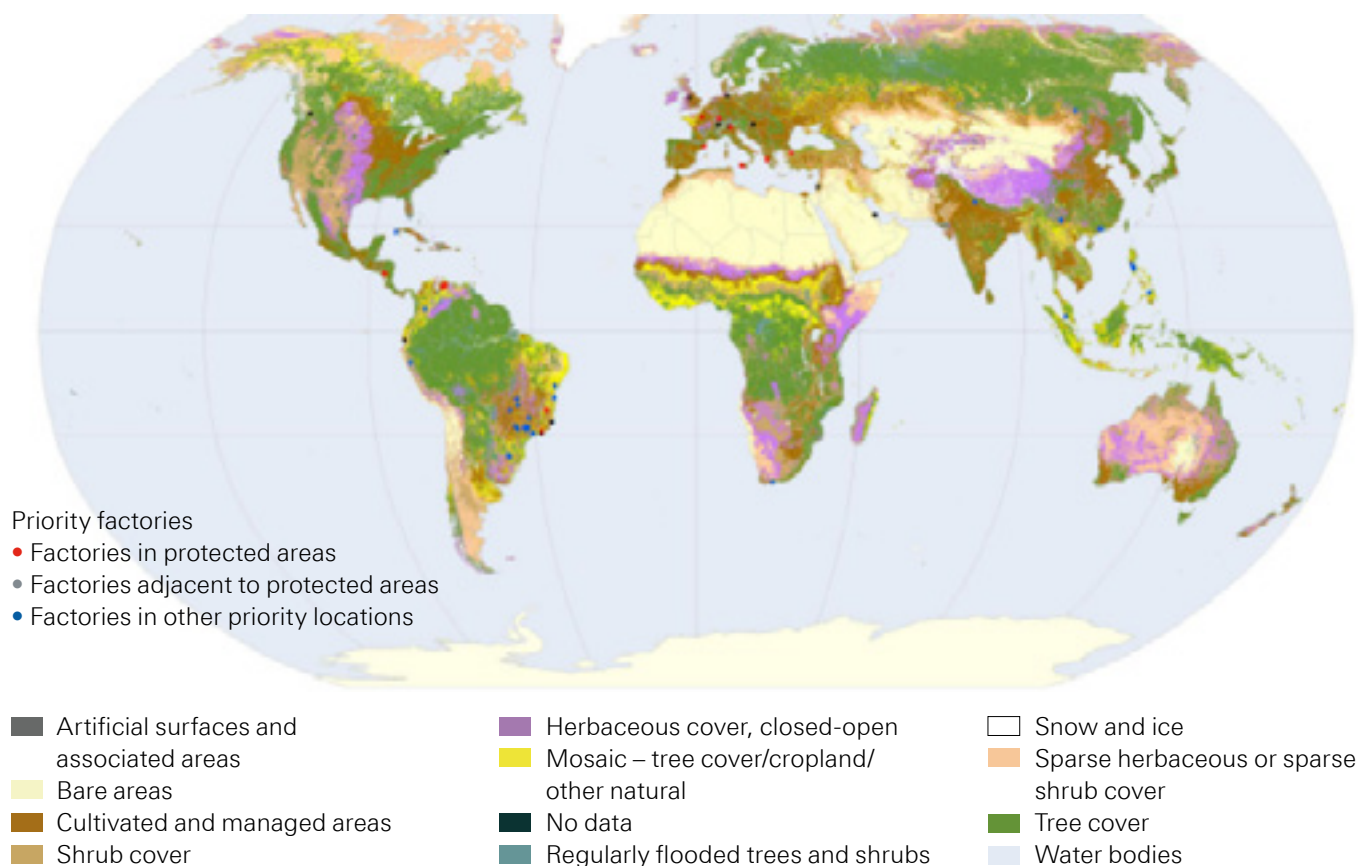 Priority factories
• Factories in protected areas
• Factories adjacent to protected areas
• Factories in other priority locations
Artificial surfaces and
associated areas
Bare areas
Cultivated and managed areas
Shrub cover
Herbaceous cover, closed-open
Mosaic – tree cover/cropland/
other natural
No data
Regularly flooded trees and shrubs
Snow and ice
Sparse herbaceous or sparse
shrub cover
Tree cover
Water bodies